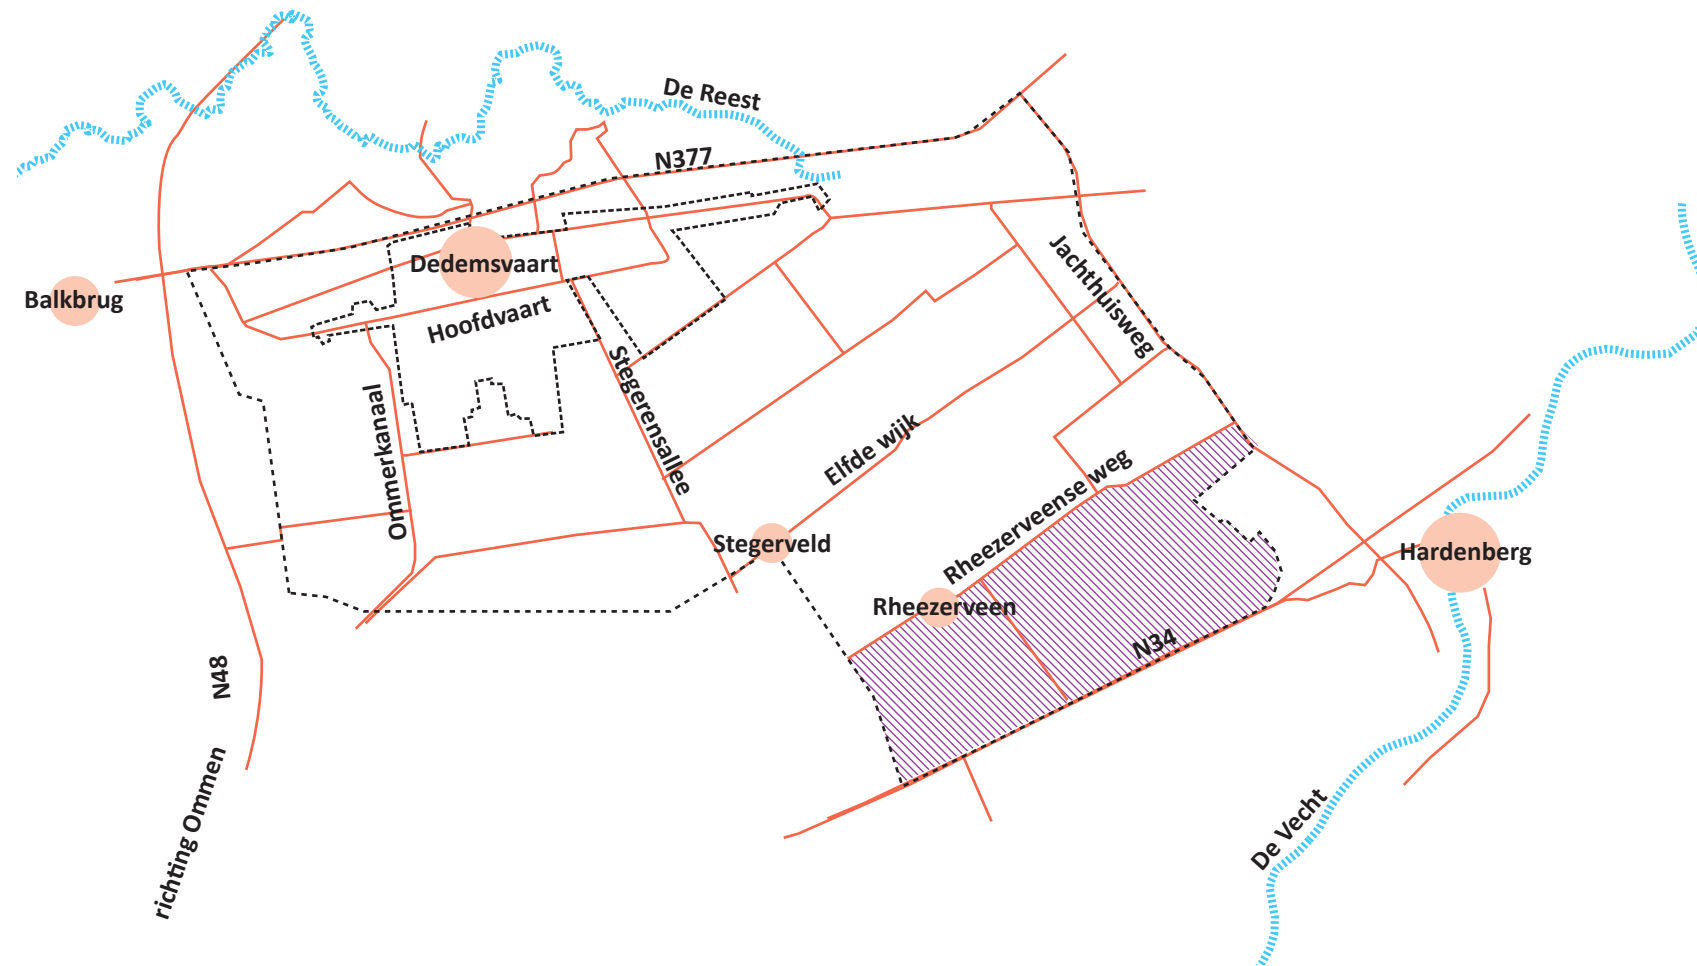 De Reest
N377
Dedemsvaart
Balkbrug
Hoofdvaart
Jachthuisweg
Stegerensallee
Ommerkanaal
Elfde wijk
Rheezerveense weg
Stegerveld
Hardenberg
Rheezerveen
N34
N48
De Vecht
richting Ommen